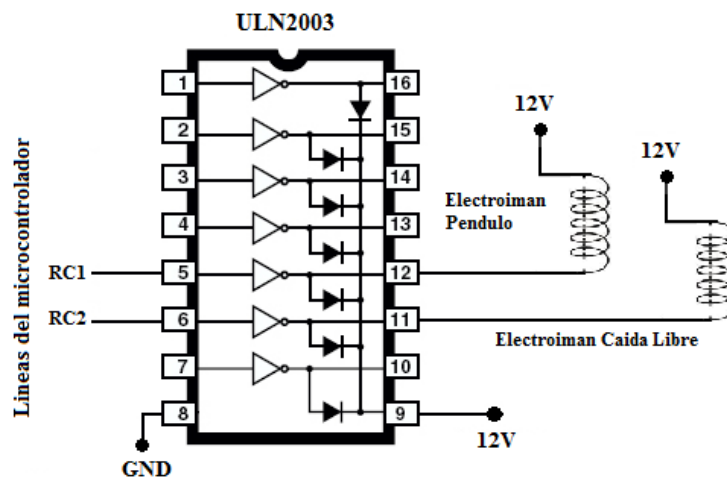 ULN2003
1
16
12V
2
15
12V
3
14
Electroiman
Pendulo
4
13
Lineas del microcontrolador
RC1
5
12
RC2
6
11
Electroiman Caida Libre
7
10
8
9
12V
GND